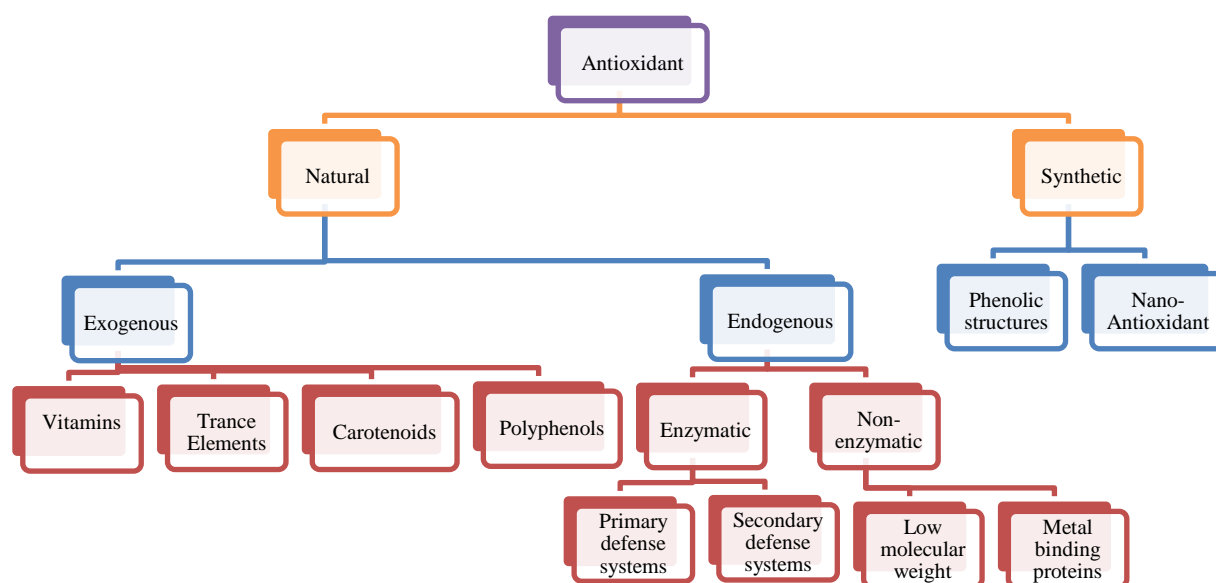 Antioxidant
Natural
Synthetic
Exogenous
Endogenous
Phenolic
structures
Nano-
Antioxidant
Vitamins
Trance
Elements
Carotenoids
Polyphenols
Enzymatic
Non-
enzymatic
Primary
defense
systems
Secondary
defense
systems
Low
molecular
weight
Metal
binding
proteins